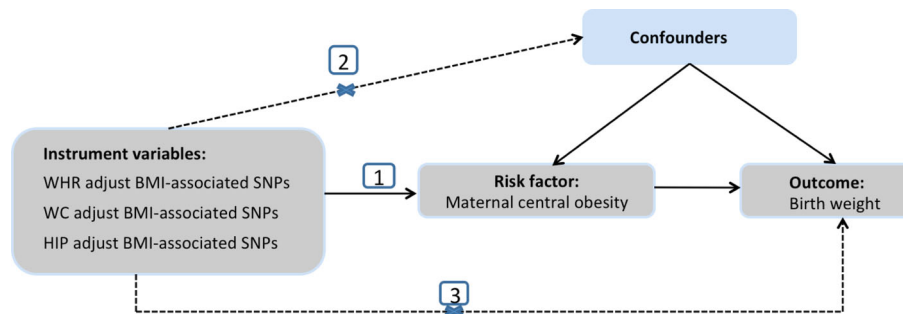 Confounders
2
Instrument variables:
WHR adjust BMI-associated SNPs
WC adjust BMI-associated SNPs
HIP adjust BMI-associated SNPs
1
Risk factor:
Maternal central obesity
Outcome:
Birth weight
3